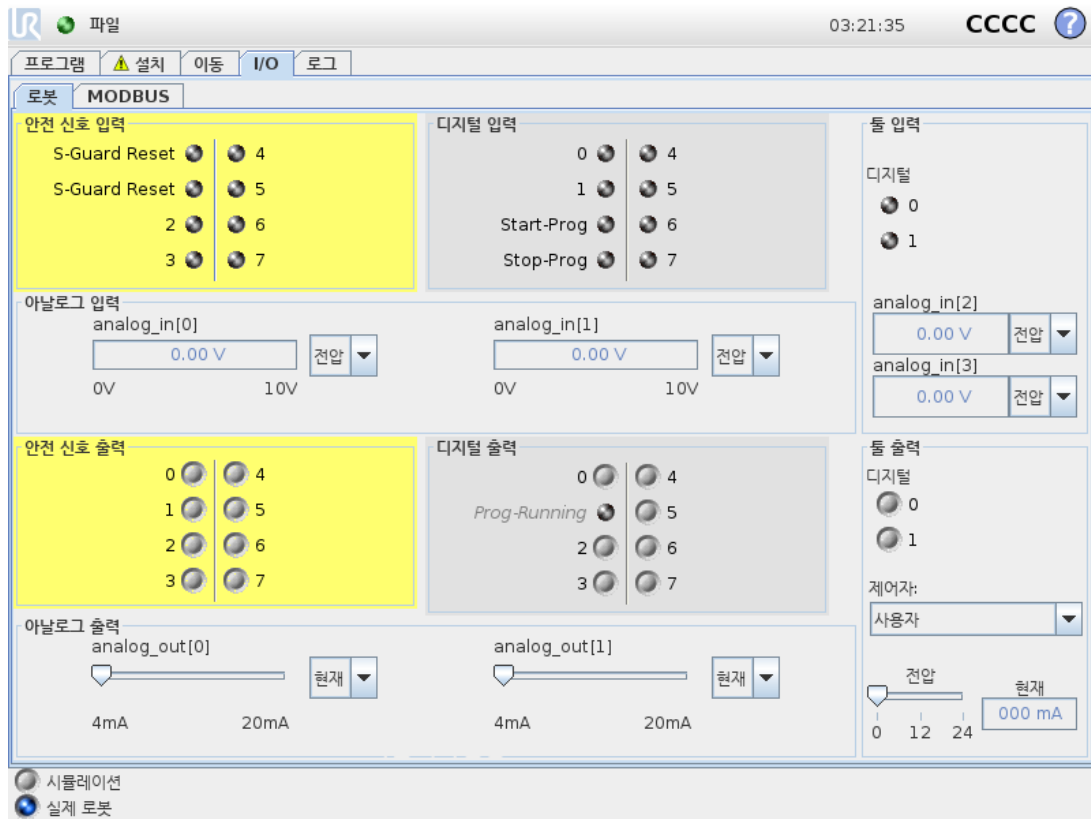 UR 파일 03:21:35 CCCC ?
프로그램 설치 이동 I/O 로그
로봇 MODBUS
안전 신호 입력
S-Guard Reset 4
S-Guard Reset 5
2 6
3 7
디지털 입력
0 4
1 5
Start-Prog 6
Stop-Prog 7
툴 입력
디지털
0
1
analog_in[2]
0.00 V 전압
analog_in[3]
0.00 V 전압
아날로그 입력
analog_in[0]
0.00 V 전압
0V 10V
analog_in[1]
0.00 V 전압
0V 10V
안전 신호 출력
0 4
1 5
2 6
3 7
디지털 출력
0 4
Prog-Running 5
2 6
3 7
툴 출력
디지털
0
1
제어자:
사용자
전압 현재
000 mA
0 12 24
아날로그 출력
analog_out[0]
현재
4mA 20mA
analog_out[1]
현재
4mA 20mA
시뮬레이션
실제 로봇